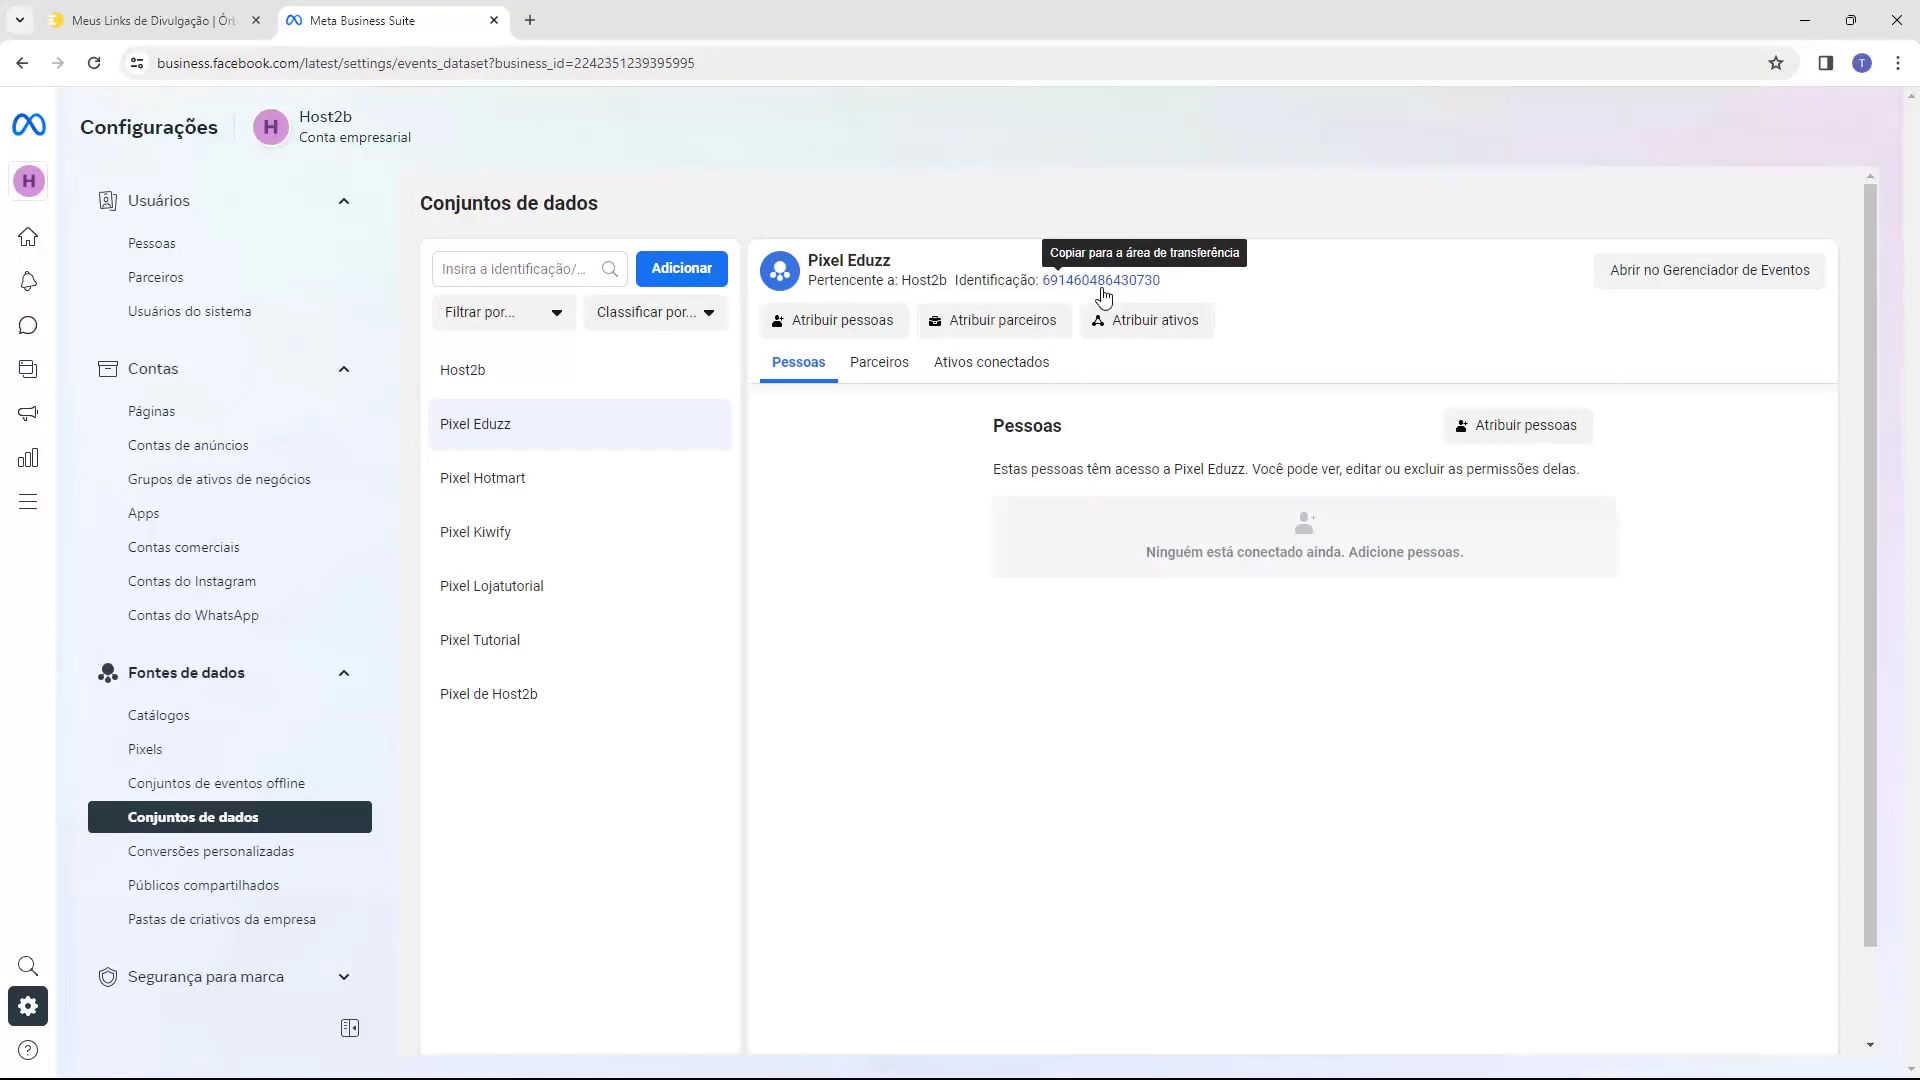 Meus Links de Divulgação | Órb
Meta Business Suite
business.facebook.com/latest/settings/events_dataset?business_id=2242351239395995
T
Configurações
H
Host2b
Conta empresarial
H
Usuários
Pessoas
Parceiros
Usuários do sistema
Contas
Páginas
Contas de anúncios
Grupos de ativos de negócios
Apps
Contas comerciais
Contas do Instagram
Contas do WhatsApp
Fontes de dados
Catálogos
Pixels
Conjuntos de eventos offline
Conjuntos de dados
Conversões personalizadas
Públicos compartilhados
Pastas de criativos da empresa
Segurança para marca
Conjuntos de dados
Insira a identificação/...
Adicionar
Filtrar por...
Classificar por...
Host2b
Pixel Eduzz
Pixel Hotmart
Pixel Kiwify
Pixel Lojatutorial
Pixel Tutorial
Pixel de Host2b
Copiar para a área de transferência
Pixel Eduzz
Pertencente a: Host2b Identificação: 691460486430730
Abrir no Gerenciador de Eventos
Atribuir pessoas
Atribuir parceiros
Atribuir ativos
Pessoas
Parceiros
Ativos conectados
Pessoas
Atribuir pessoas
Estas pessoas têm acesso a Pixel Eduzz. Você pode ver, editar ou excluir as permissões delas.
Ninguém está conectado ainda. Adicione pessoas.